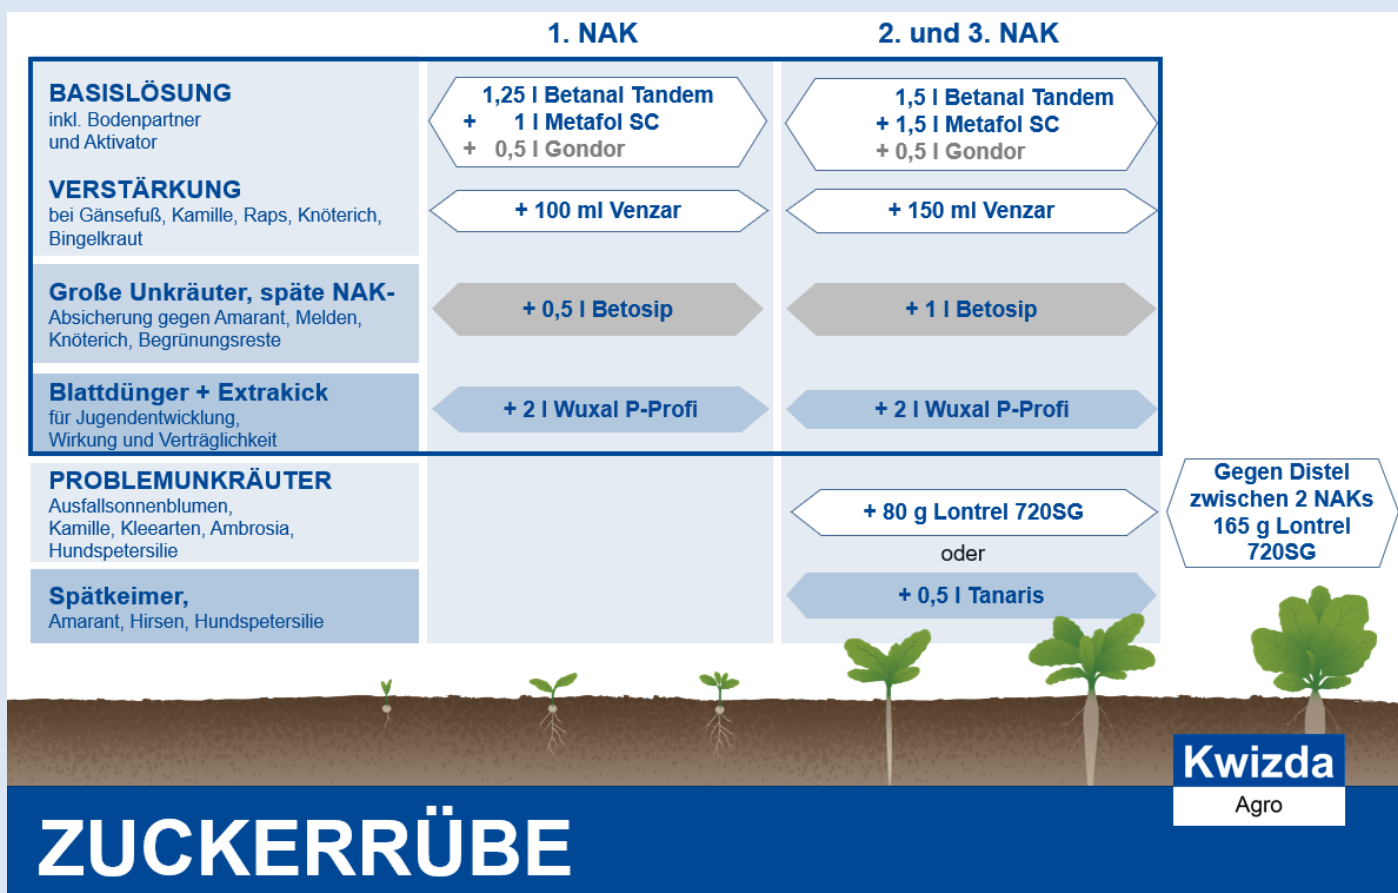 1. NAK
2. und 3. NAK
BASISLÖSUNG
inkl. Bodenpartner
und Aktivator
1,25 l Betanal Tandem
+ 1 l Metafol SC
+ 0,5 l Gondor
1,5 l Betanal Tandem
+ 1,5 l Metafol SC
+ 0,5 l Gondor
VERSTÄRKUNG
bei Gänsefuß, Kamille, Raps, Knöterich,
Bingelkraut
+ 100 ml Venzar
+ 150 ml Venzar
Große Unkräuter, späte NAK-
Absicherung gegen Amarant, Melden,
Knöterich, Begrünungsreste
+ 0,5 l Betosip
+ 1 l Betosip
Blattdünger + Extrakick
für Jugendentwicklung,
Wirkung und Verträglichkeit
+ 2 l Wuxal P-Profi
+ 2 l Wuxal P-Profi
PROBLEMUNKRÄUTER
Ausfallsonnenblumen,
Kamille, Kleearten, Ambrosia,
Hundspetersilie
+ 80 g Lontrel 720SG
oder
Gegen Distel
zwischen 2 NAKs
165 g Lontrel
720SG
Spätkeimer,
Amarant, Hirsen, Hundspetersilie
+ 0,5 l Tanaris
Kwizda
Agro
ZUCKERRÜBE